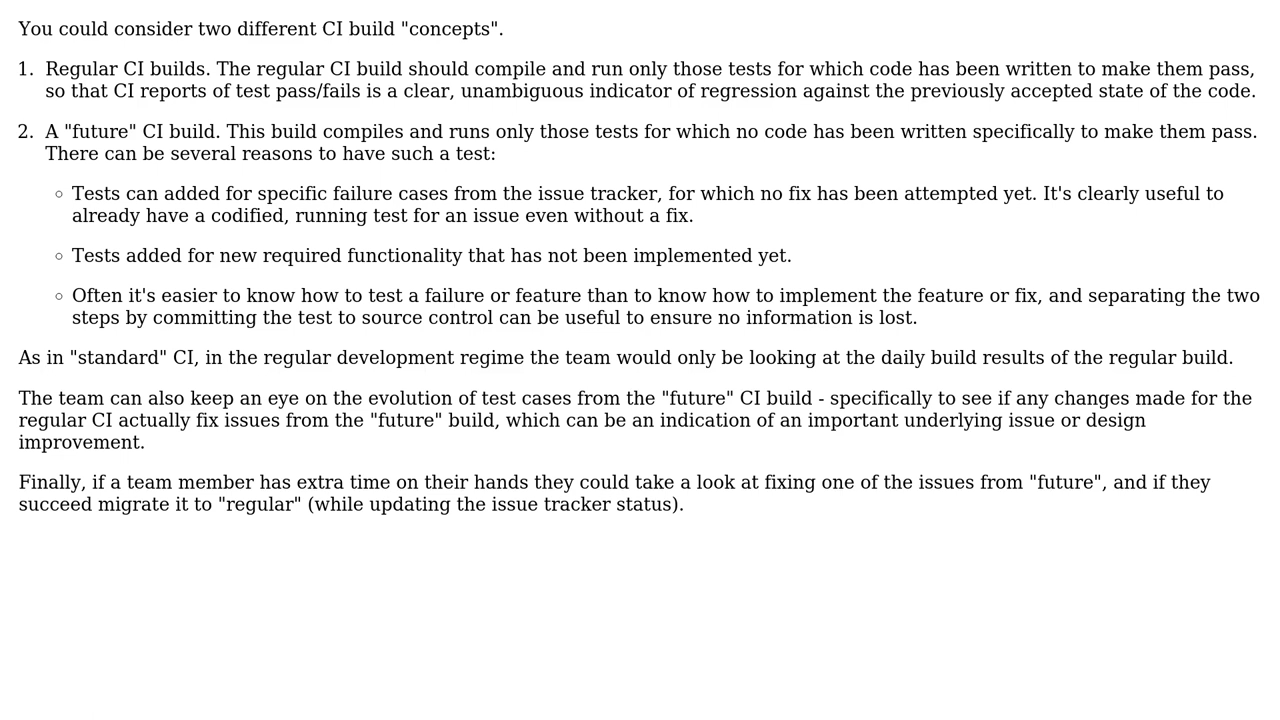 You could consider two different CI build "concepts".
1. Regular CI builds. The regular CI build should compile and run only those tests for which code has been written to make them pass,
so that CI reports of test pass/fails is a clear, unambiguous indicator of regression against the previously accepted state of the code.
2. A "future" CI build. This build compiles and runs only those tests for which no code has been written specifically to make them pass.
There can be several reasons to have such a test:
◦ Tests can added for specific failure cases from the issue tracker, for which no fix has been attempted yet. It's clearly useful to
already have a codified, running test for an issue even without a fix.
◦ Tests added for new required functionality that has not been implemented yet.
◦ Often it's easier to know how to test a failure or feature than to know how to implement the feature or fix, and separating the two
steps by committing the test to source control can be useful to ensure no information is lost.
As in "standard" CI, in the regular development regime the team would only be looking at the daily build results of the regular build.
The team can also keep an eye on the evolution of test cases from the "future" CI build - specifically to see if any changes made for the
regular CI actually fix issues from the "future" build, which can be an indication of an important underlying issue or design
improvement.
Finally, if a team member has extra time on their hands they could take a look at fixing one of the issues from "future", and if they
succeed migrate it to "regular" (while updating the issue tracker status).